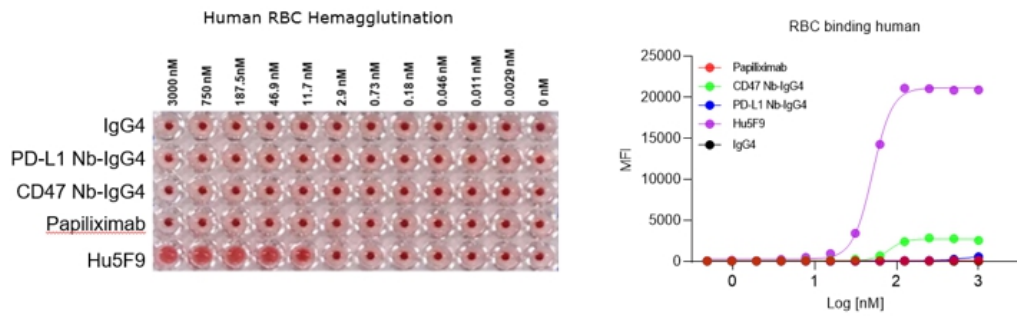 Human RBC Hemagglutination
3000 nM
750 nM
187.5nM
46.9 nM
11.7 nM
2.9 nM
0.73 nM
0.18 nM
0.046 nM
0.011 nM
0.0029 nM
0 nM
IgG4
PD-L1 Nb-IgG4
CD47 Nb-IgG4
Papiliximab
Hu5F9
RBC binding human
25000
20000
15000
10000
5000
0
MFI
Papiliximab
CD47 Nb-IgG4
PD-L1 Nb-IgG4
Hu5F9
IgG4
0 1 2 3
Log [nM]